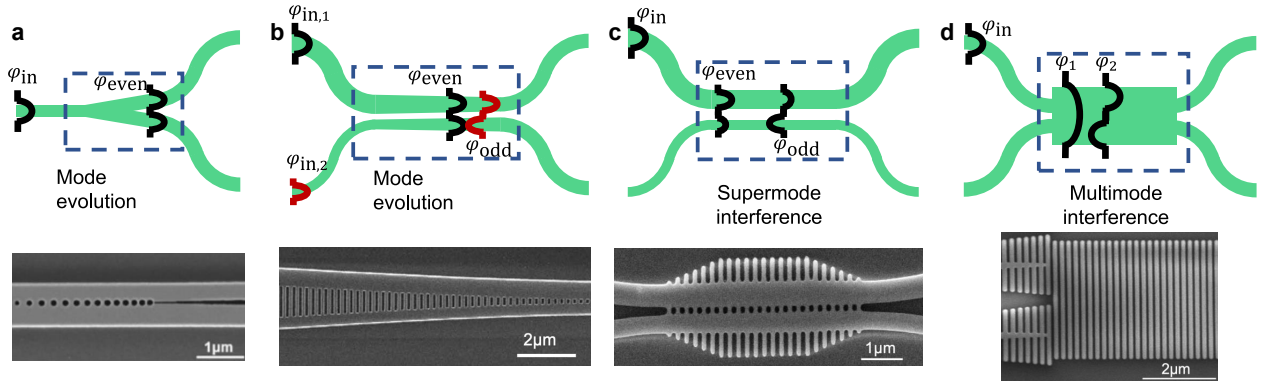 a
φin
φeven
Mode
evolution
1μm
b
φin,1
φeven
φodd
φin,2
Mode
evolution
2μm
c
φin
φeven
φodd
Supermode
interference
1μm
d
φin
φ1
φ2
Multimode
interference
2μm